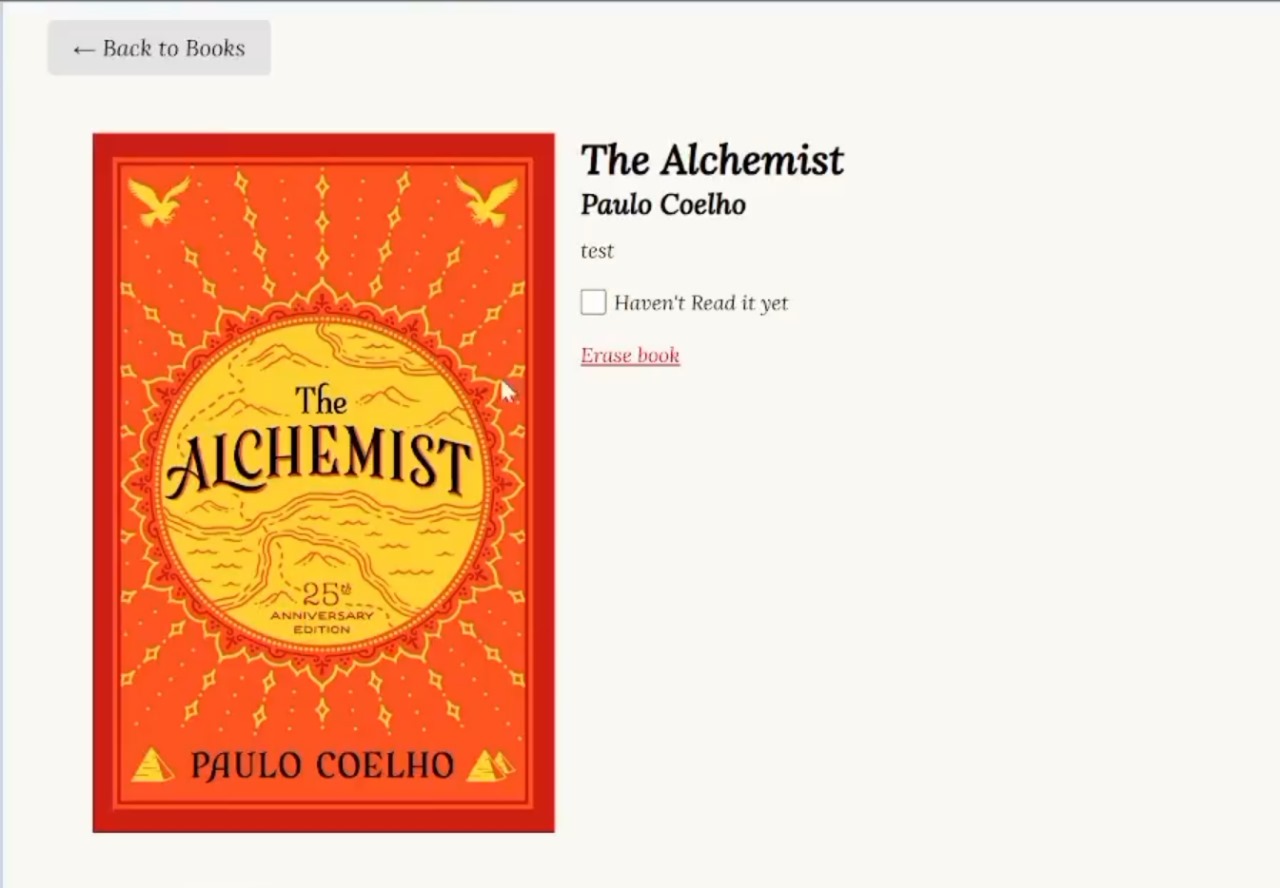 ← Back to Books
The Alchemist
Paulo Coelho
test
Haven't Read it yet
Erase book
The
ALCHEMIST
25th
ANNIVERSARY
EDITION
PAULO COELHO